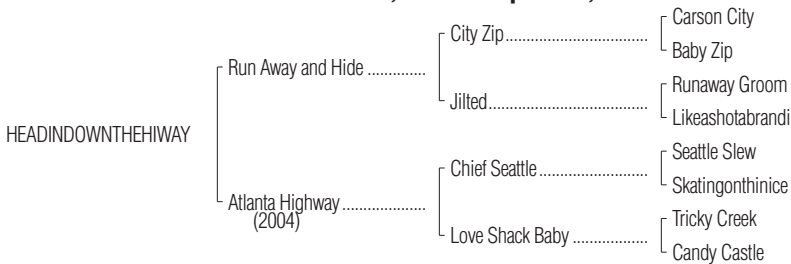 Carson City
City Zip
Baby Zip
Run Away and Hide
Runaway Groom
Jilted
Likeashotabrandi
HEADINDOWNTHEHIWAY
Seattle Slew
Chief Seattle
Skatingonthinice
Atlanta Highway
(2004)
Tricky Creek
Love Shack Baby
Candy Castle